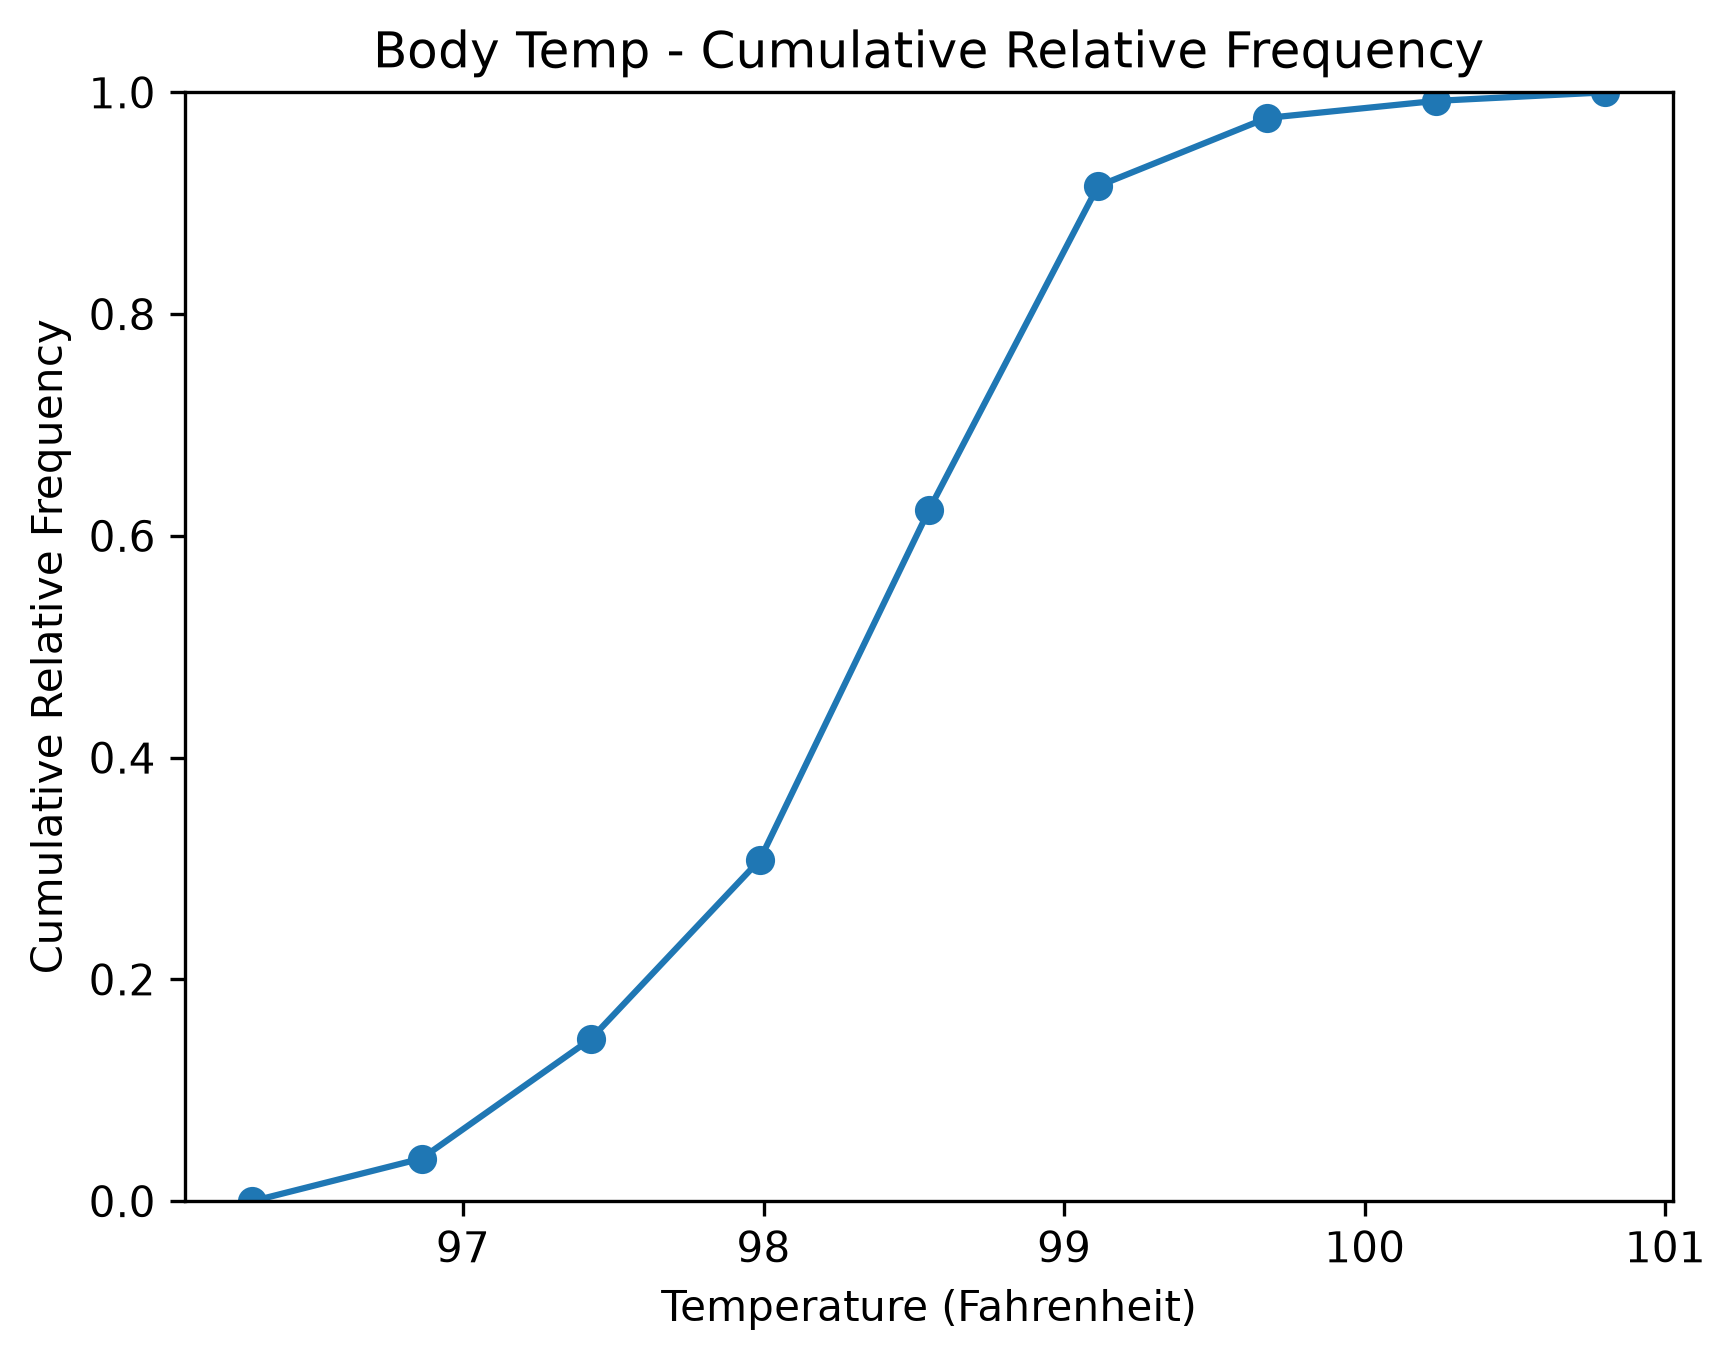 Body Temp - Cumulative Relative Frequency
1.0
0.8
0.6
0.4
0.2
0.0
Cumulative Relative Frequency
97 98 99 100 101
Temperature (Fahrenheit)